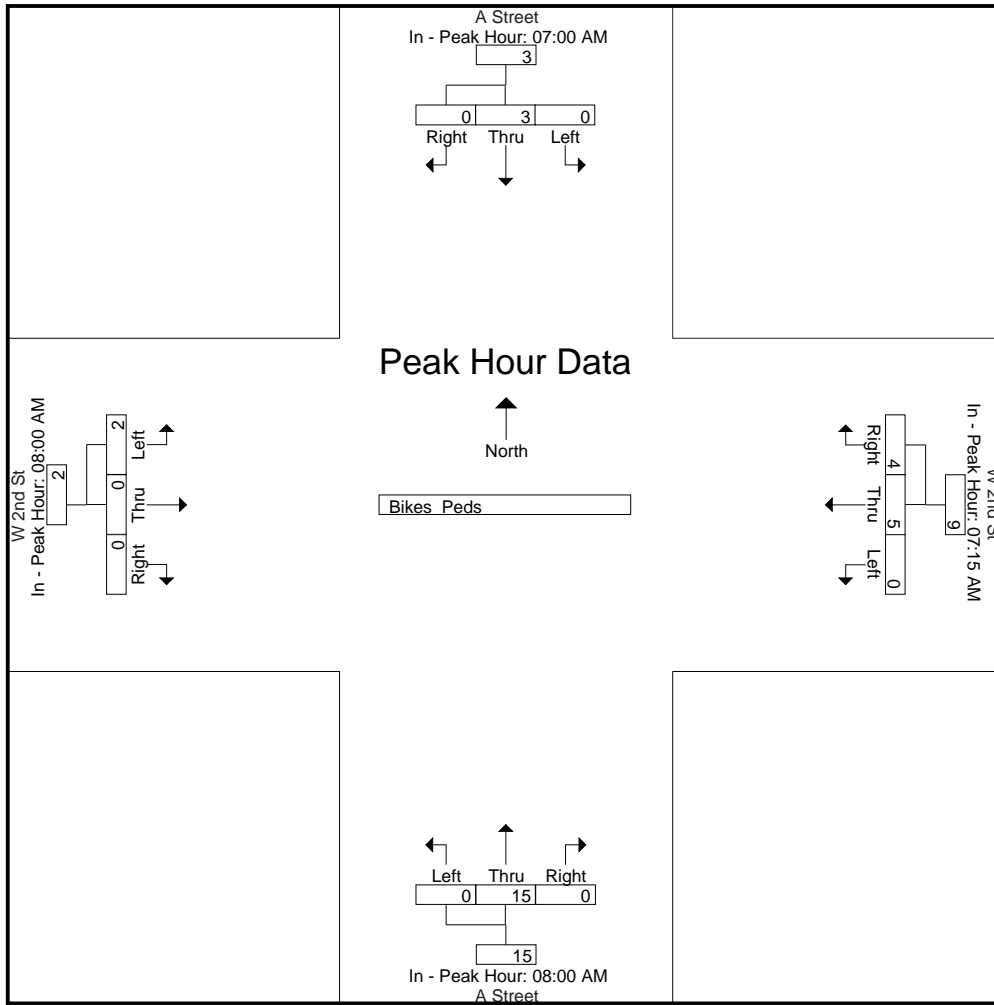 A Street
In - Peak Hour: 07:00 AM
3
0 3 0
Right Thru Left
Peak Hour Data
North
Bikes Peds
W 2nd St
In - Peak Hour: 08:00 AM
2
2 0 0
Left Thru Right
W 2nd St
In - Peak Hour: 07:15 AM
9
4 5 0
Right Thru Left
Left Thru Right
0 15 0
15
In - Peak Hour: 08:00 AM
A Street